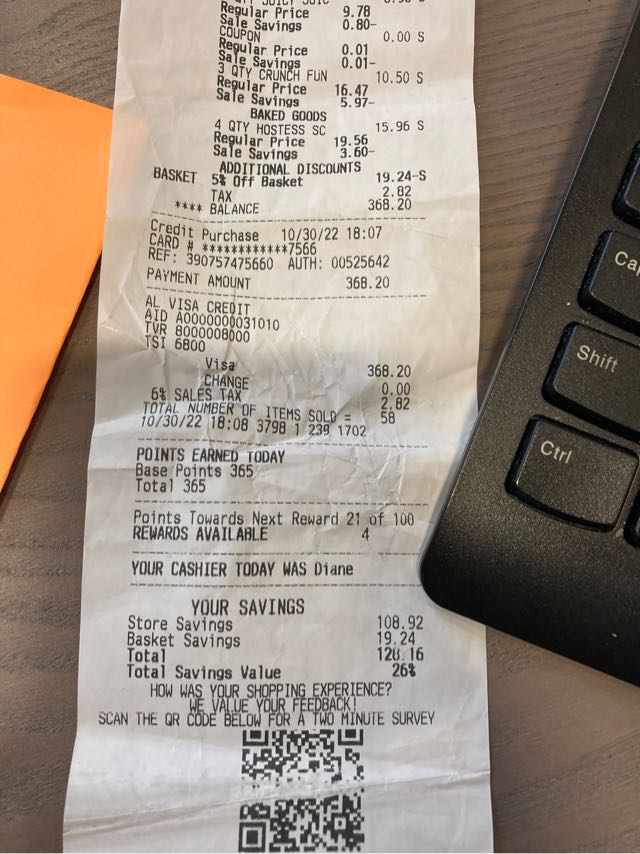 Regular Price 9.78
Sale Savings 0.80-
COUPON 0.00 S
Regular Price 0.01
Sale Savings 0.01-
3 QTY CRUNCH FUN 10.50 S
Regular Price 16.47
Sale Savings 5.97-
BAKED GOODS
4 QTY HOSTESS SC 15.96 S
Regular Price 19.56
Sale Savings 3.60-
ADDITIONAL DISCOUNTS
BASKET 5% Off Basket 19.24-S
TAX 2.82
**** BALANCE 368.20
Credit Purchase 10/30/22 18:07
CARD # ************7566
REF: 390757475660 AUTH: 00525642
PAYMENT AMOUNT 368.20
AL VISA CREDIT
AID A0000000031010
TVR 8000008000
TSI 6800
Visa 368.20
CHANGE 0.00
6% SALES TAX 2.82
TOTAL NUMBER OF ITEMS SOLD = 58
10/30/22 18:08 3798 1 239 1702
POINTS EARNED TODAY
Base Points 365
Total 365
Points Towards Next Reward 21 of 100
REWARDS AVAILABLE 4
YOUR CASHIER TODAY WAS Diane
YOUR SAVINGS
Store Savings 108.92
Basket Savings 19.24
Total 128.16
Total Savings Value 26%
HOW WAS YOUR SHOPPING EXPERIENCE?
WE VALUE YOUR FEEDBACK!
SCAN THE QR CODE BELOW FOR A TWO MINUTE SURVEY
Shift
Ctrl